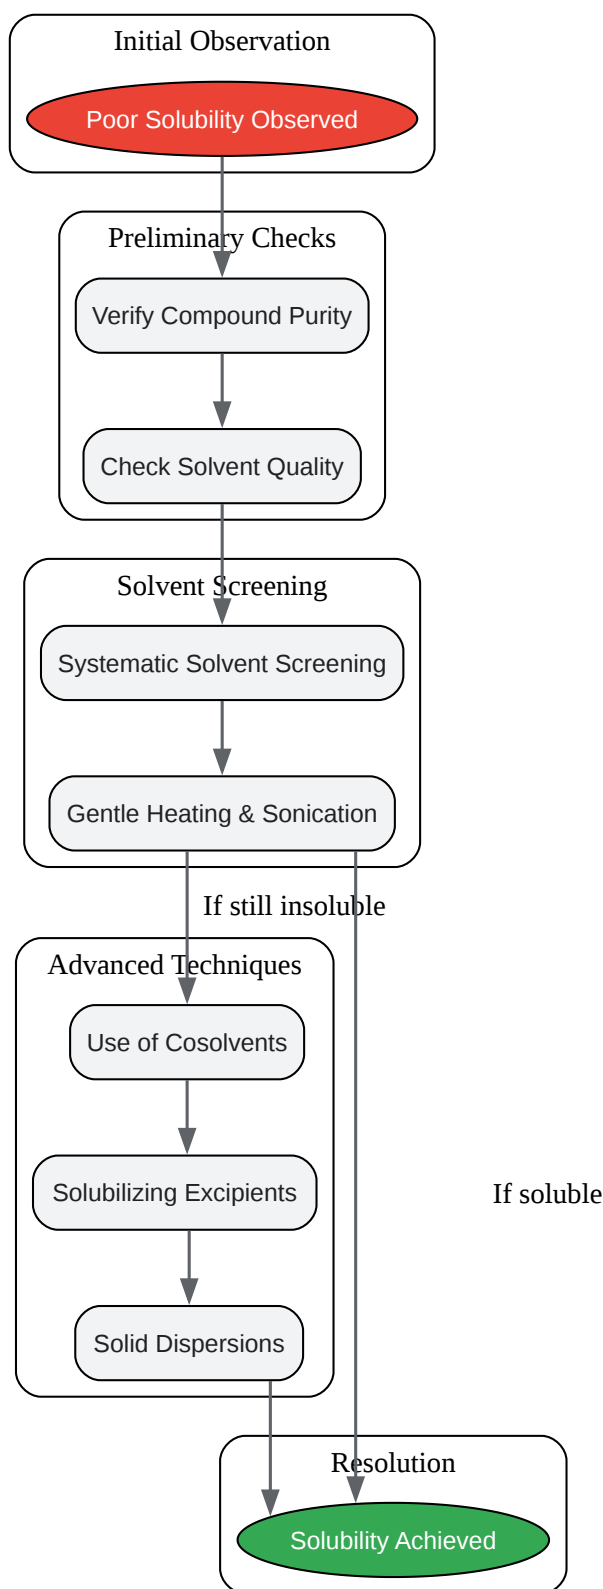 Initial Observation
Poor Solubility Observed
Preliminary Checks
Verify Compound Purity
Check Solvent Quality
Solvent Screening
Systematic Solvent Screening
Gentle Heating & Sonication
If still insoluble
Advanced Techniques
Use of Cosolvents
Solubilizing Excipients
If soluble
Solid Dispersions
Resolution
Solubility Achieved